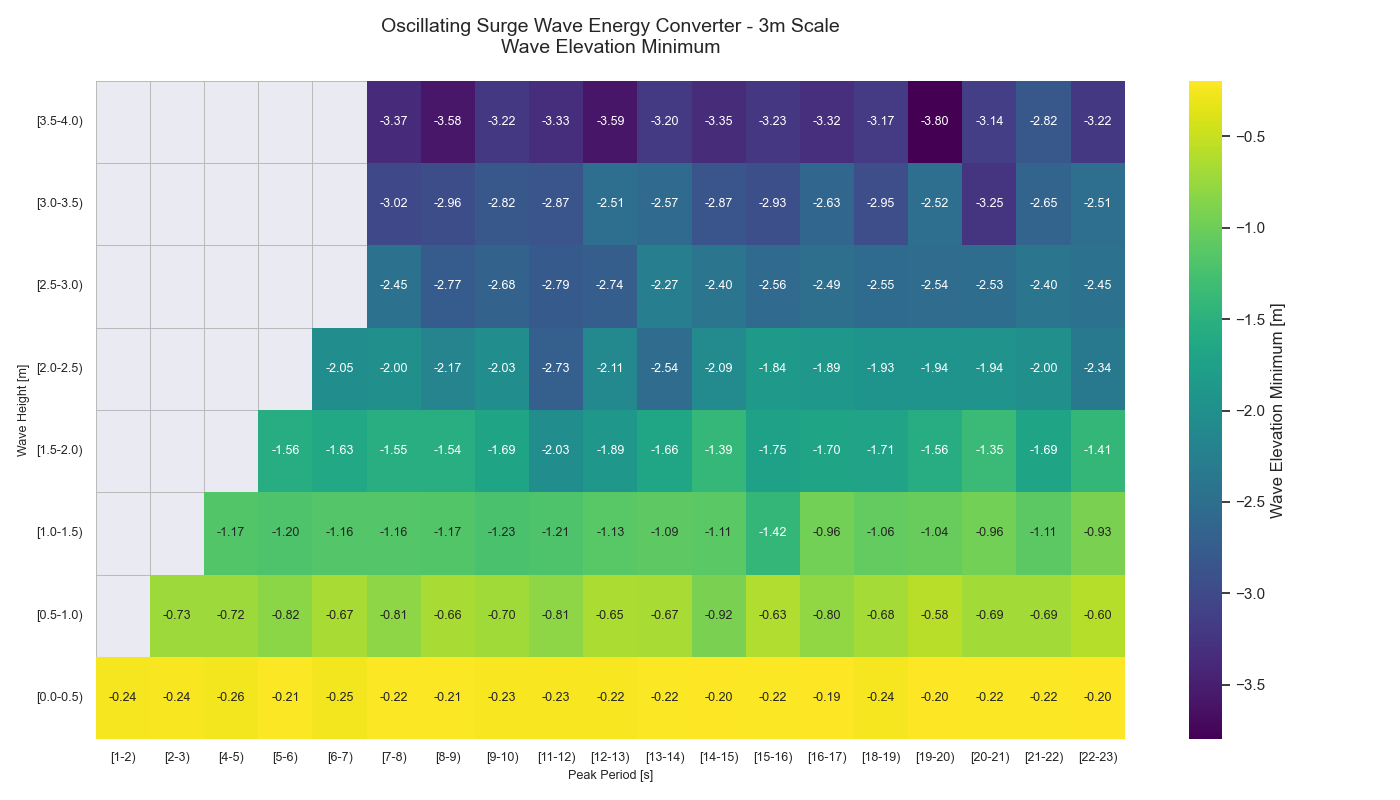 Oscillating Surge Wave Energy Converter - 3m Scale
Wave Elevation Minimum
[3.5-4.0) -3.37 -3.58 -3.22 -3.33 -3.59 -3.20 -3.35 -3.23 -3.32 -3.17 -3.80 -3.14 -2.82 -3.22
[3.0-3.5) -3.02 -2.96 -2.82 -2.87 -2.51 -2.57 -2.87 -2.93 -2.63 -2.95 -2.52 -3.25 -2.65 -2.51
[2.5-3.0) -2.45 -2.77 -2.68 -2.79 -2.74 -2.27 -2.40 -2.56 -2.49 -2.55 -2.54 -2.53 -2.40 -2.45
[2.0-2.5) -2.05 -2.00 -2.17 -2.03 -2.73 -2.11 -2.54 -2.09 -1.84 -1.89 -1.93 -1.94 -1.94 -2.00 -2.34
[1.5-2.0) -1.56 -1.63 -1.55 -1.54 -1.69 -2.03 -1.89 -1.66 -1.39 -1.75 -1.70 -1.71 -1.56 -1.35 -1.69 -1.41
[1.0-1.5) -1.17 -1.20 -1.16 -1.16 -1.17 -1.23 -1.21 -1.13 -1.09 -1.11 -1.42 -0.96 -1.06 -1.04 -0.96 -1.11 -0.93
[0.5-1.0) -0.73 -0.72 -0.82 -0.67 -0.81 -0.66 -0.70 -0.81 -0.65 -0.67 -0.92 -0.63 -0.80 -0.68 -0.58 -0.69 -0.69 -0.60
[0.0-0.5) -0.24 -0.24 -0.26 -0.21 -0.25 -0.22 -0.21 -0.23 -0.23 -0.22 -0.22 -0.20 -0.22 -0.19 -0.24 -0.20 -0.22 -0.22 -0.20
[1-2) [2-3) [4-5) [5-6) [6-7) [7-8) [8-9) [9-10) [11-12) [12-13) [13-14) [14-15) [15-16) [16-17) [18-19) [19-20) [20-21) [21-22) [22-23)
Peak Period [s]
Wave Height [m]
−0.5
−1.0
−1.5
−2.0
−2.5
−3.0
−3.5
Wave Elevation Minimum [m]